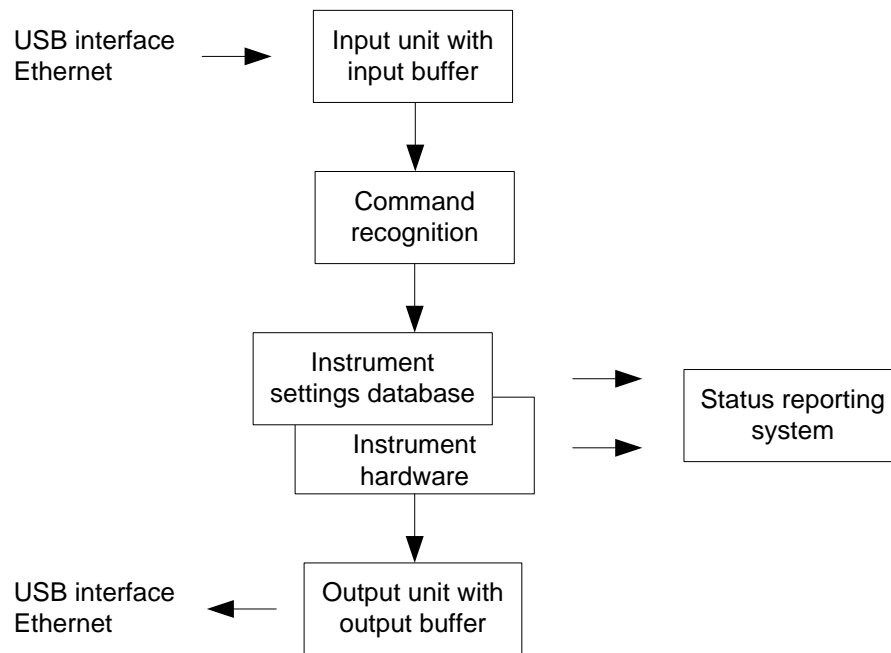 USB interface
Ethernet
Input unit with
input buffer
Command
recognition
Instrument
settings database
Instrument
hardware
Status reporting
system
USB interface
Ethernet
Output unit with
output buffer